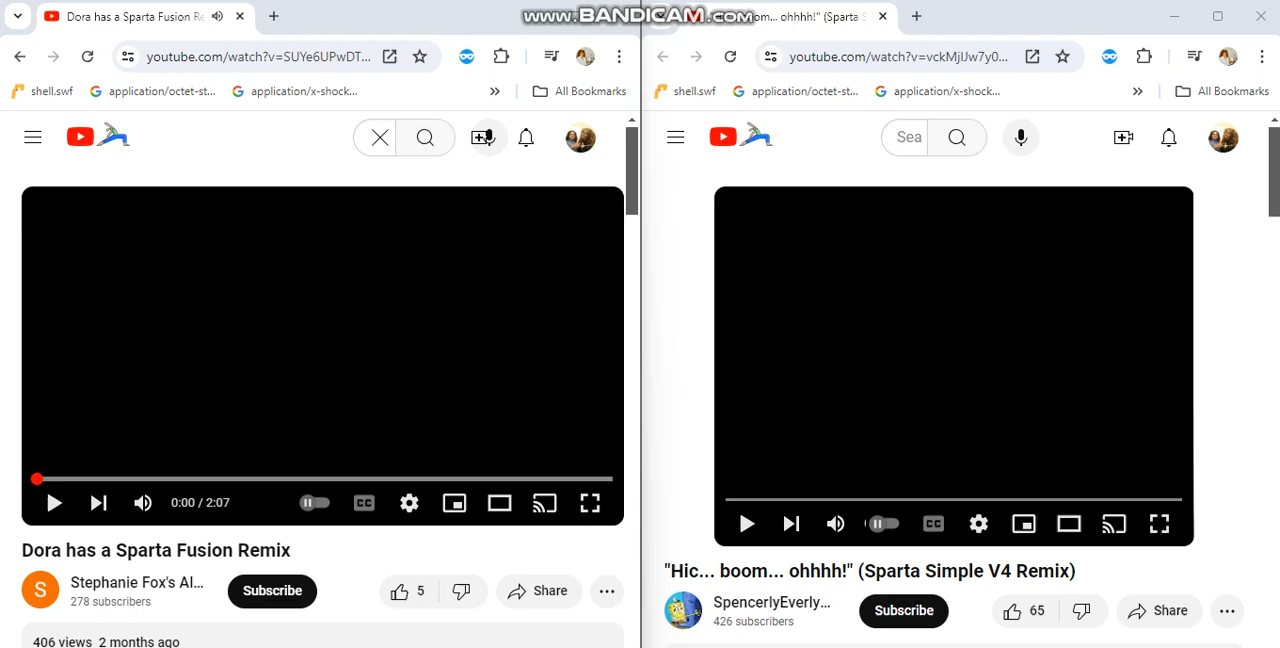 www.BANDICAM.com
Dora has a Sparta Fusion Re
boom... ohhhh!" (Sparta S
youtube.com/watch?v=SUYe6UPwDT...
youtube.com/watch?v=vckMjIJw7y0...
shell.swf
application/octet-st...
application/x-shock...
»
All Bookmarks
shell.swf
application/octet-st...
application/x-shock...
»
All Bookmarks
Sea
0:00 / 2:07
CC
CC
Dora has a Sparta Fusion Remix
S
Stephanie Fox's Al...
278 subscribers
Subscribe
5
Share
406 views 2 months ago
"Hic... boom... ohhhh!" (Sparta Simple V4 Remix)
SpencerlyEverly...
426 subscribers
Subscribe
65
Share